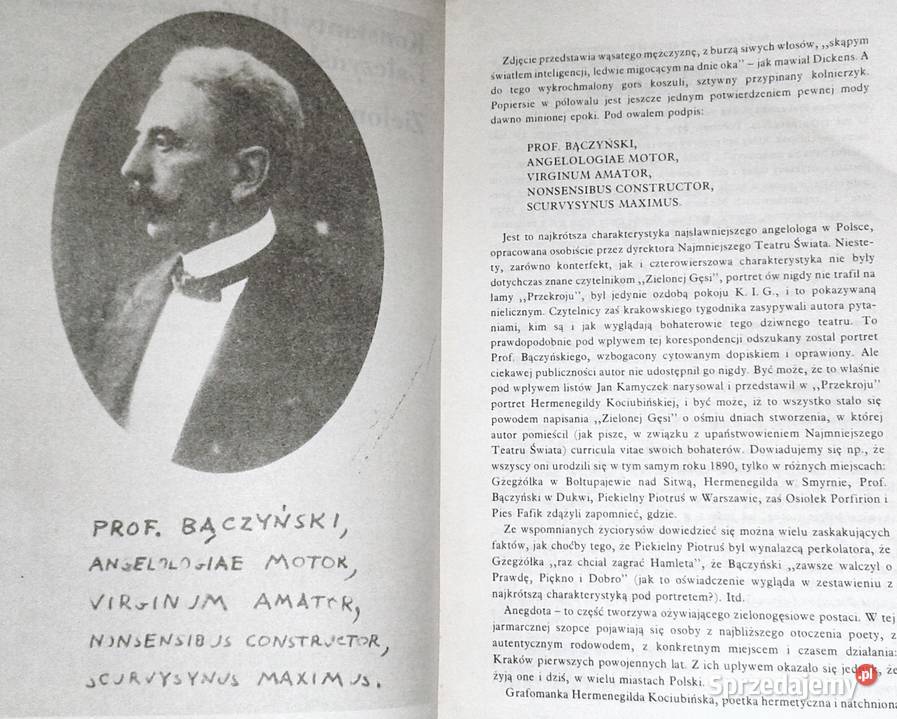 PROF. BĄCZYŃSKI,
ANGELOLOGIAE MOTOR,
VIRGINUM AMATOR,
NONSENSIBUS CONSTRUCTOR,
SCURVYSYNUS MAXIMUS.
Zdjęcie przedstawia wąsatego mężczyznę, z burzą siwych włosów, ,,skąpym
światłem inteligencji, ledwie migocącym na dnie oka" – jak mawiał Dickens. A
do tego wykrochmalony gors koszuli, sztywny przypinany kołnierzyk.
Popiersie w półowalu jest jeszcze jednym potwierdzeniem pewnej mody
dawno minionej epoki. Pod owalem podpis:
PROF. BĄCZYŃSKI,
ANGELOLOGIAE MOTOR,
VIRGINUM AMATOR,
NONSENSIBUS CONSTRUCTOR,
SCURVYSYNUS MAXIMUS.
Jest to najkrótsza charakterystyka najsławniejszego angelologa w Polsce,
opracowana osobiście przez dyrektora Najmniejszego Teatru Świata. Nieste-
ty, zarówno konterfekt, jak i czterowierszowa charakterystyka nie były
dotychczas znane czytelnikom ,,Zielonej Gęsi", portret ów nigdy nie trafił na
łamy ,,Przekroju", był jedynie ozdobą pokoju K. I. G., i to pokazywaną
nielicznym. Czytelnicy zaś krakowskiego tygodnika zasypywali autora pyta-
niami, kim są i jak wyglądają bohaterowie tego dziwnego teatru. To
prawdopodobnie pod wpływem tej korespondencji odszukany został portret
Prof. Bączyńskiego, wzbogacony cytowanym dopiskiem i oprawiony. Ale
ciekawej publiczności autor nie udostępnił go nigdy. Być może, że to właśnie
pod wpływem listów Jan Kamyczek narysował i przedstawił w ,,Przekroju"
portret Hermenegildy Kociubińskiej, i być może, iż to wszystko stało się
powodem napisania ,,Zielonej Gęsi" o ośmiu dniach stworzenia, w której
autor pomieścił (jak pisze, w związku z upaństwowieniem Najmniejszego
Teatru Świata) curricula vitae swoich bohaterów. Dowiadujemy się np., że
wszyscy oni urodzili się w tym samym roku 1890, tylko w różnych miejscach:
Gżegżółka w Bołtupajewie nad Sitwą, Hermenegilda w Smyrnie, Prof.
Bączyński w Dukwi, Piekielny Piotruś w Warszawie, zaś Osiołek Porfirion i
Pies Fafik zdążyli zapomnieć, gdzie.
Ze wspomnianych życiorysów dowiedzieć się można wielu zaskakujących
faktów, jak choćby tego, że Piekielny Piotruś był wynalazcą perkolatora, że
Gżegżółka ,,raz chciał zagrać Hamleta", że Bączyński ,,zawsze walczył o
Prawdę, Piękno i Dobro" (jak to oświadczenie wygląda w zestawieniu z
najkrótszą charakterystyką pod portretem?). Itd.
Anegdota – to część tworzywa ożywiającego zielonogęsiowe postaci. W tej
jarmarcznej szopce pojawiają się osoby z najbliższego otoczenia poety, z
autentycznym rodowodem, z konkretnym miejscem i czasem działania:
Kraków pierwszych powojennych lat. Z ich upływem okazało się jednak, że
żyją one i dziś, w wielu miastach Polski.
Grafomanka Hermenegilda Kociubińska, poetka hermetyczna i natchniona
Sprzedajemy.pl